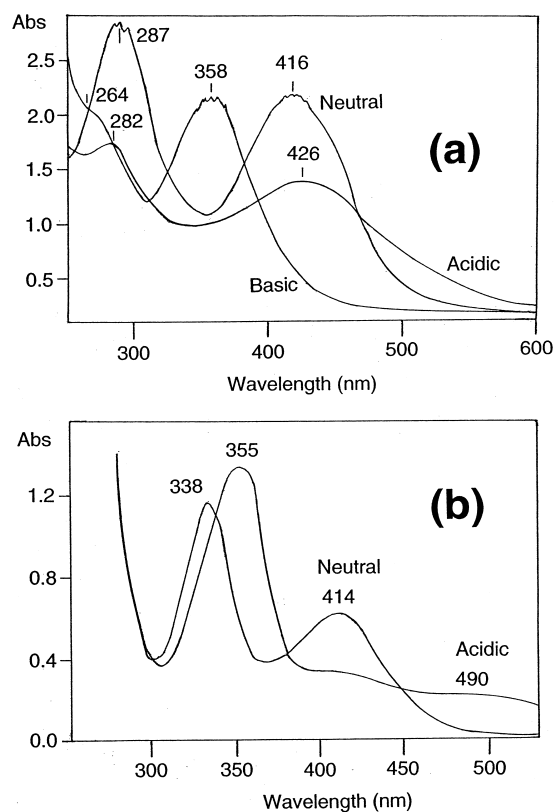 Abs
287
2.5
264
358
416
2.0
Neutral
282
(a)
1.5
426
1.0
Acidic
0.5
Basic
300 400 500 600
Wavelength (nm)
Abs
355
338
1.2
(b)
0.8
Neutral
414
0.4
Acidic
490
0.0
300 350 400 450 500
Wavelength (nm)